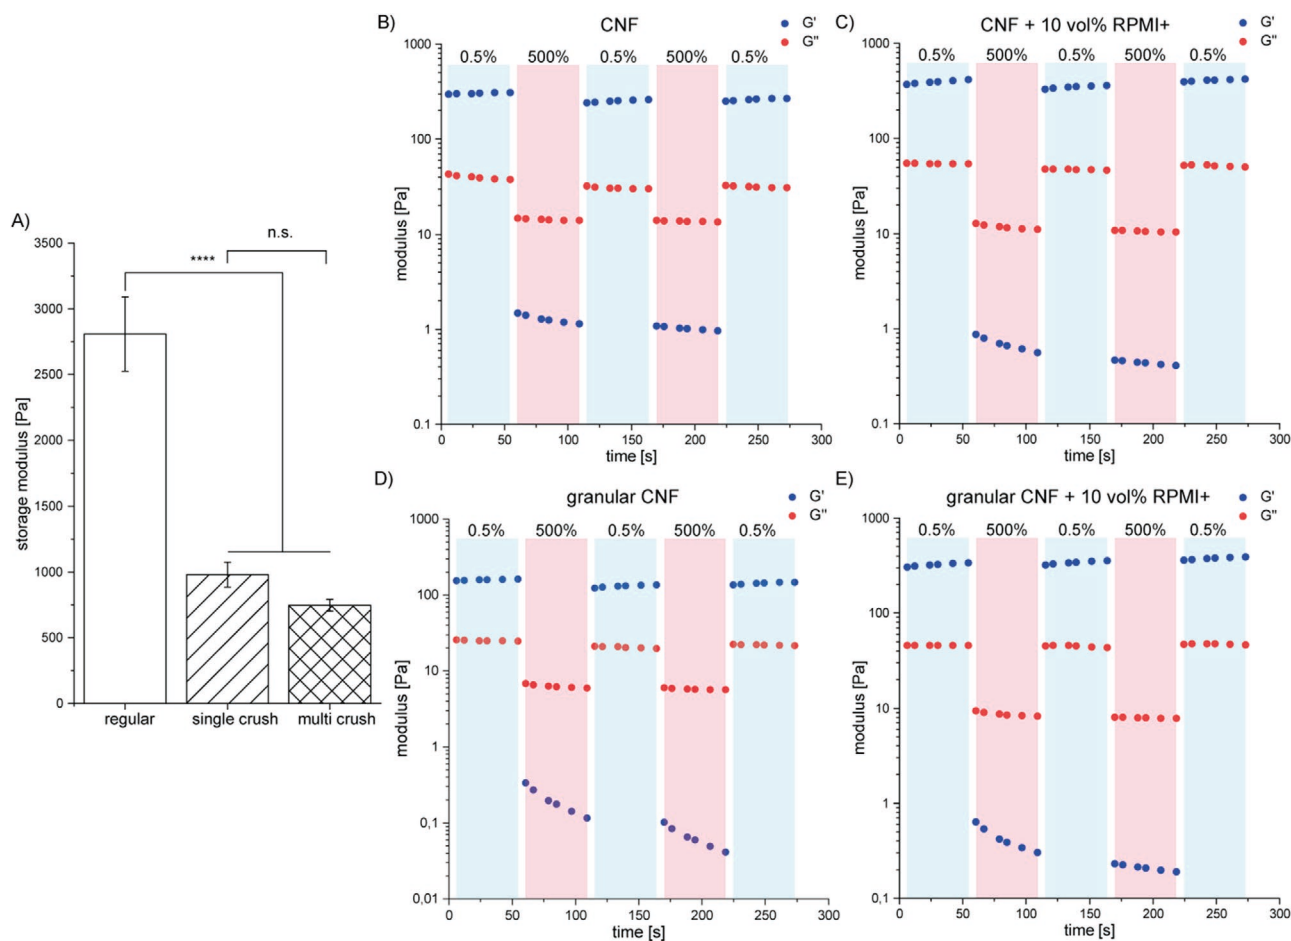 A)
3500
3000
2500
2000
1500
1000
500
0
storage modulus [Pa]
****
n.s.
regular
single crush
multi crush
B)
CNF
G'
G"
0.5%
500%
0.5%
500%
0.5%
1000
100
10
1
0.1
modulus [Pa]
0
50
100
150
200
250
300
time [s]
C)
CNF + 10 vol% RPMI+
G'
G"
0.5%
500%
0.5%
500%
0.5%
1000
100
10
1
0.1
modulus [Pa]
0
50
100
150
200
250
300
time [s]
D)
granular CNF
G'
G"
0.5%
500%
0.5%
500%
0.5%
1000
100
10
1
0,1
0,01
modulus [Pa]
0
50
100
150
200
250
300
time [s]
E)
granular CNF + 10 vol% RPMI+
G'
G"
0.5%
500%
0.5%
500%
0.5%
1000
100
10
1
0,1
modulus [Pa]
0
50
100
150
200
250
300
time [s]